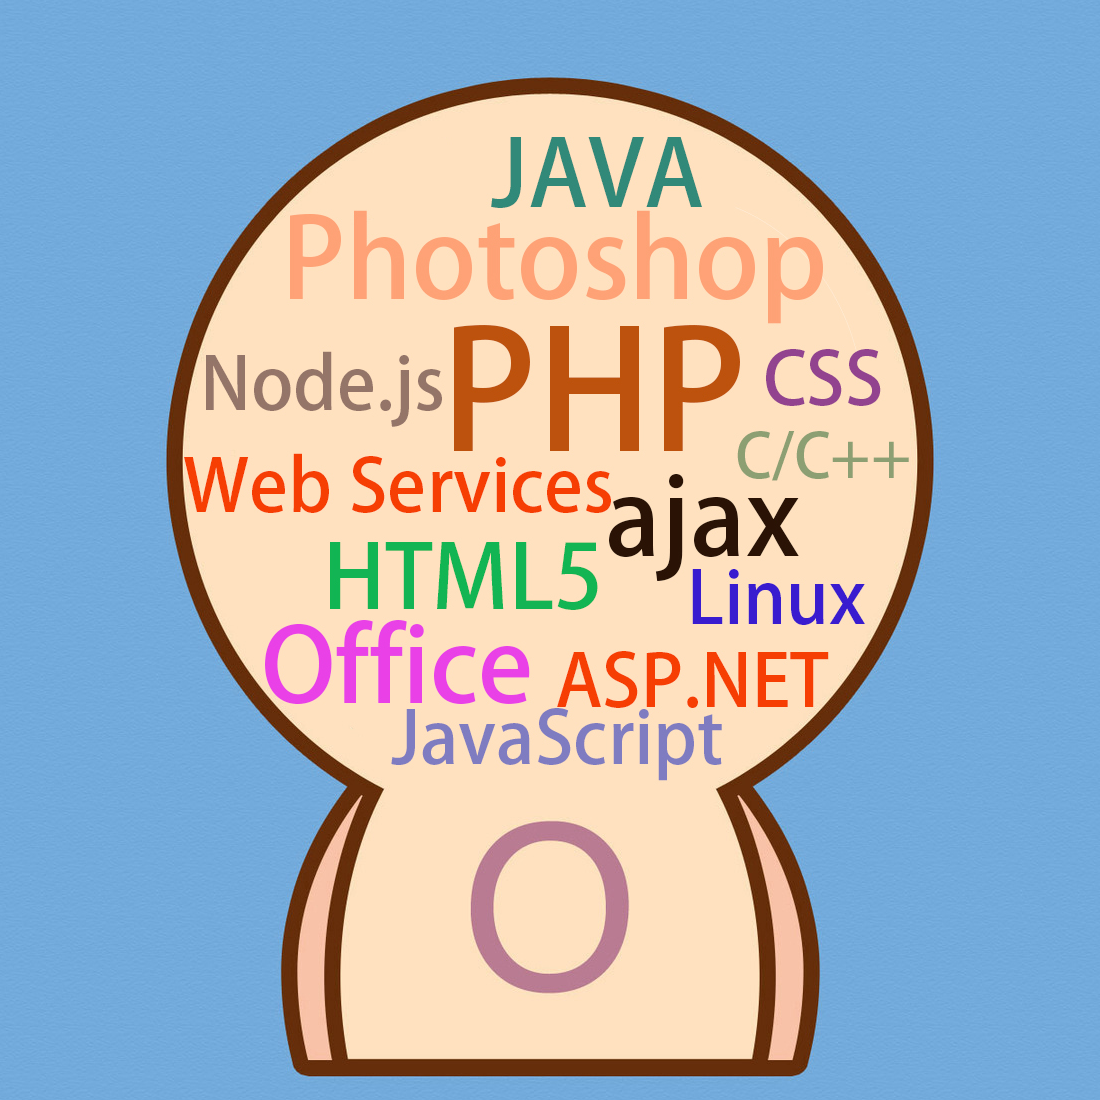 JAVA
Photoshop
Node.js PHP CSS
C/C++
Web Services ajax
HTML5 Linux
Office ASP.NET
JavaScript
O